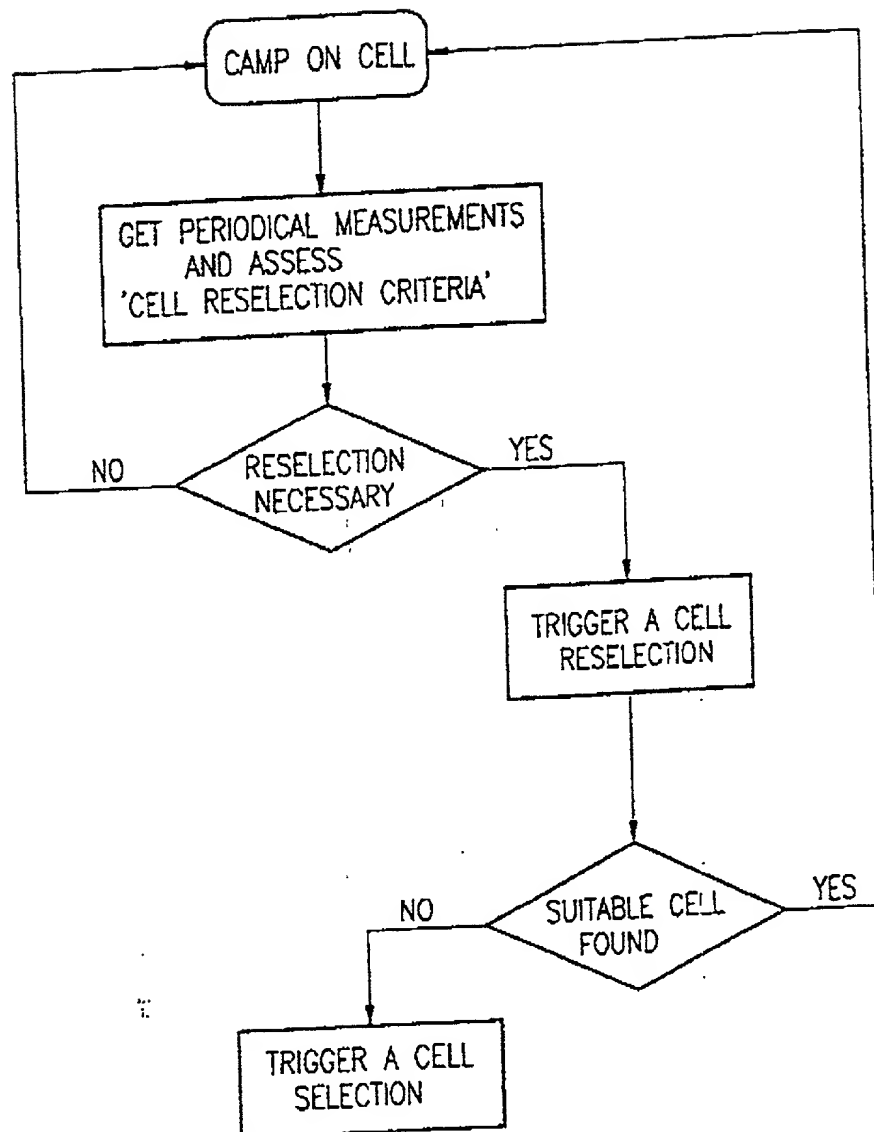 CAMP ON CELL
GET PERIODICAL MEASUREMENTS
AND ASSESS
'CELL RESELECTION CRITERIA'
NO
YES
RESELECTION
NECESSARY
TRIGGER A CELL
RESELECTION
NO
YES
SUITABLE CELL
FOUND
TRIGGER A CELL
SELECTION